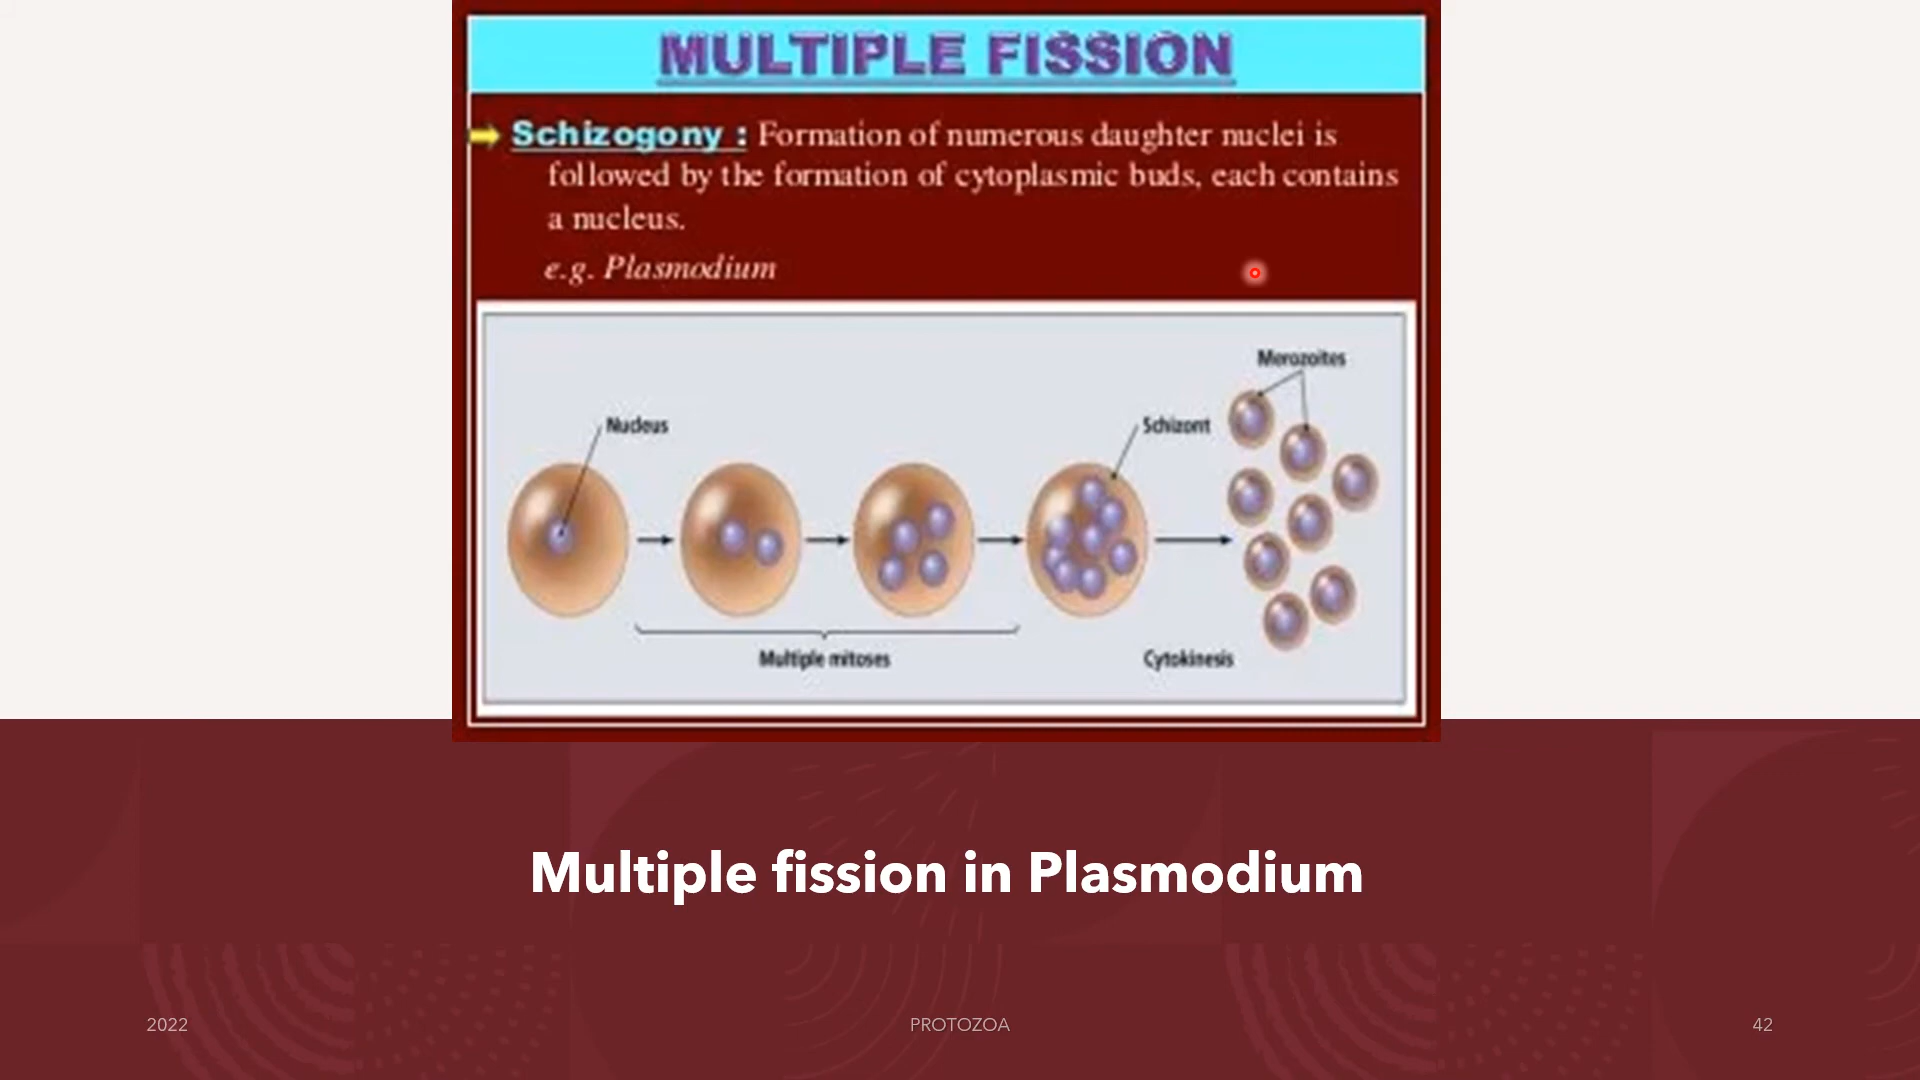 MULTIPLE FISSION
Schizogony : Formation of numerous daughter nuclei is
followed by the formation of cytoplasmic buds, each contains
a nucleus.
e.g. Plasmodium
Merozoites
Nucleus
Schizont
Multiple mitoses
Cytokinesis
Multiple fission in Plasmodium
2022
PROTOZOA
42